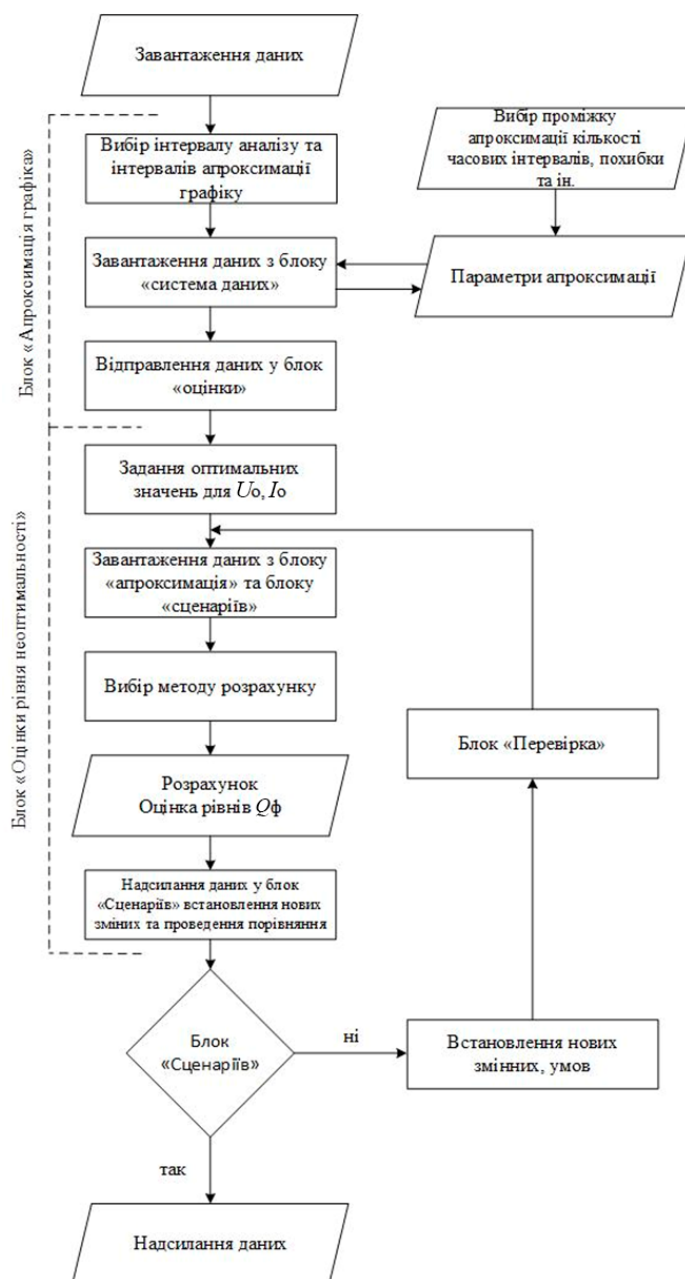 Завантаження даних
Вибір інтервалу аналізу та
інтервалів апроксимації
графіку
Вибір проміжку
апроксимації кількості
часових інтервалів, похибки
та ін.
Завантаження даних з блоку
«система даних»
Параметри апроксимації
Відправлення даних у блок
«оцінки»
Блок «Апроксимація графіка»
Задання оптимальних
значень для Uо, Iо
Завантаження даних з блоку
«апроксимація» та блоку
«сценаріїв»
Вибір методу розрахунку
Блок «Перевірка»
Розрахунок
Оцінка рівнів Qф
Надсилання даних у блок
«Сценаріїв» встановлення нових
зміних та проведення порівняння
Блок «Оцінки рівня неоптимальності»
Блок
«Сценаріїв»
ні
Встановлення нових
змінних, умов
так
Надсилання даних